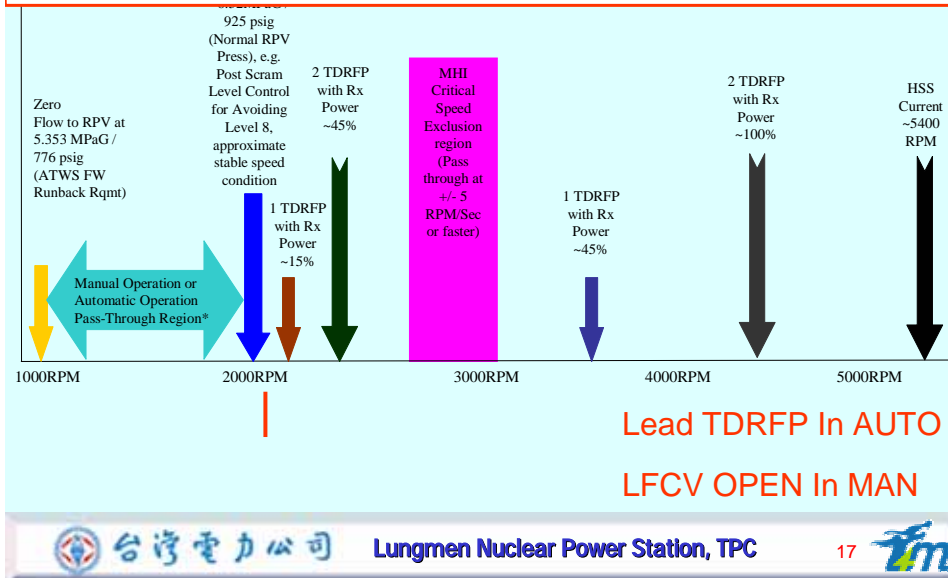 925 psig
(Normal RPV
Press), e.g.
Post Scram
Level Control
for Avoiding
Level 8,
approximate
stable speed
condition
Zero
Flow to RPV at
5.353 MPaG /
776 psig
(ATWS FW
Runback Rqmt)
2 TDRFP
with Rx
Power
~45%
1 TDRFP
with Rx
Power
~15%
MHI
Critical
Speed
Exclusion
region
(Pass
through at
+/- 5
RPM/Sec
or faster)
1 TDRFP
with Rx
Power
~45%
2 TDRFP
with Rx
Power
~100%
HSS
Current
~5400
RPM
Manual Operation or
Automatic Operation
Pass-Through Region*
1000RPM 2000RPM 3000RPM 4000RPM 5000RPM
Lead TDRFP In AUTO
LFCV OPEN In MAN
台灣電力公司 Lungmen Nuclear Power Station, TPC 17